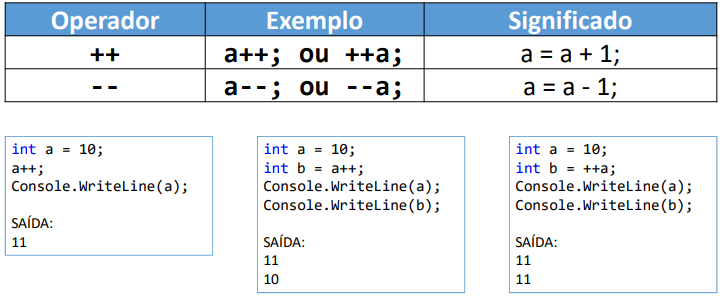 Operador Exemplo Significado
++ a++; ou ++a; a = a + 1;
-- a--; ou --a; a = a - 1;
int a = 10;
a++;
Console.WriteLine(a);
SAÍDA:
11
int a = 10;
int b = a++;
Console.WriteLine(a);
Console.WriteLine(b);
SAÍDA:
11
10
int a = 10;
int b = ++a;
Console.WriteLine(a);
Console.WriteLine(b);
SAÍDA:
11
11